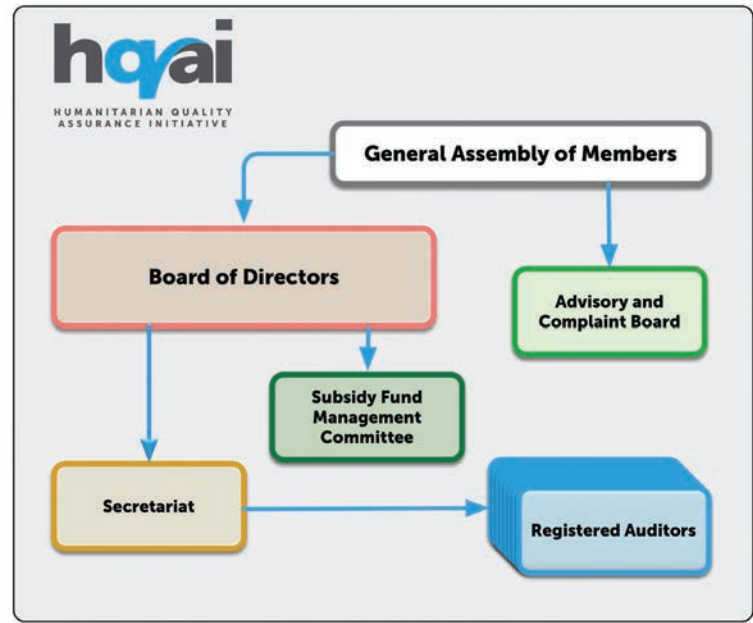 hqai
HUMANITARIAN QUALITY
ASSURANCE INITIATIVE
General Assembly of Members
Board of Directors
Advisory and
Complaint Board
Subsidy Fund
Management
Committee
Secretariat
Registered Auditors